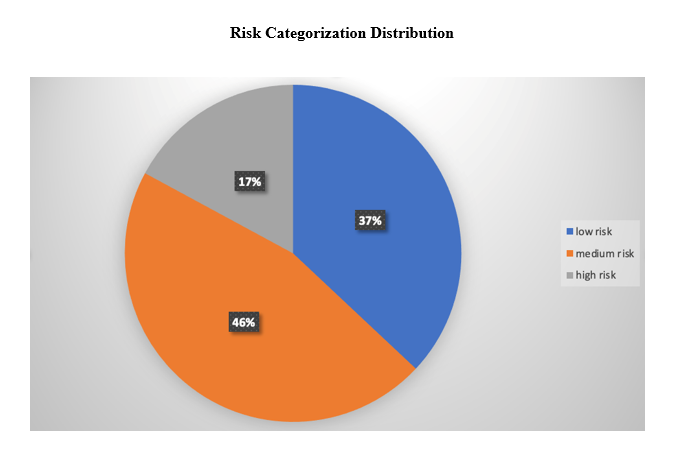 Risk Categorization Distribution
17%
37%
46%
low risk
medium risk
high risk